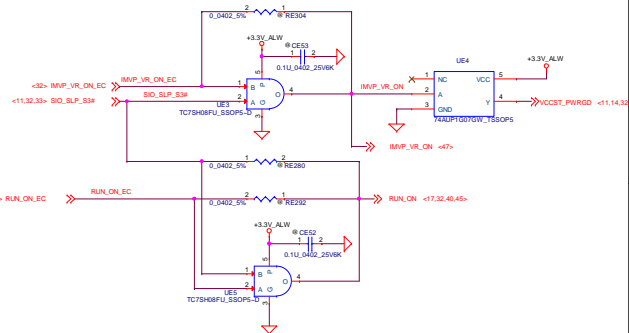 2 1
0_0402_5% @ RE304
+3.3V_ALW
@ CE53
1 2
0.1U_0402_25V6K
UE4
+3.3V_ALW
<32> IMVP_VR_ON_EC
IMVP_VR_ON_EC
1 B P 5
O 4
IMVP_VR_ON
1 NC VCC 5
<11,32,33> SIO_SLP_S3#
SIO_SLP_S3#
2 A G 3
2 A Y 4
VCCST_PWRGD <11,14,32
UE3
TC7SH08FU_SSOP5~D
3 GND
74AUP1G07GW_TSSOP5
IMVP_VR_ON <47>
2 1
0_0402_5% @ RE280
RUN_ON_EC
RUN_ON_EC
2 1
RUN_ON <17,32,40,45>
0_0402_5% @ RE292
+3.3V_ALW
@ CE52
1 2
0.1U_0402_25V6K
1 B P 5
O 4
2 A G 3
UE5
TC7SH08FU_SSOP5~D